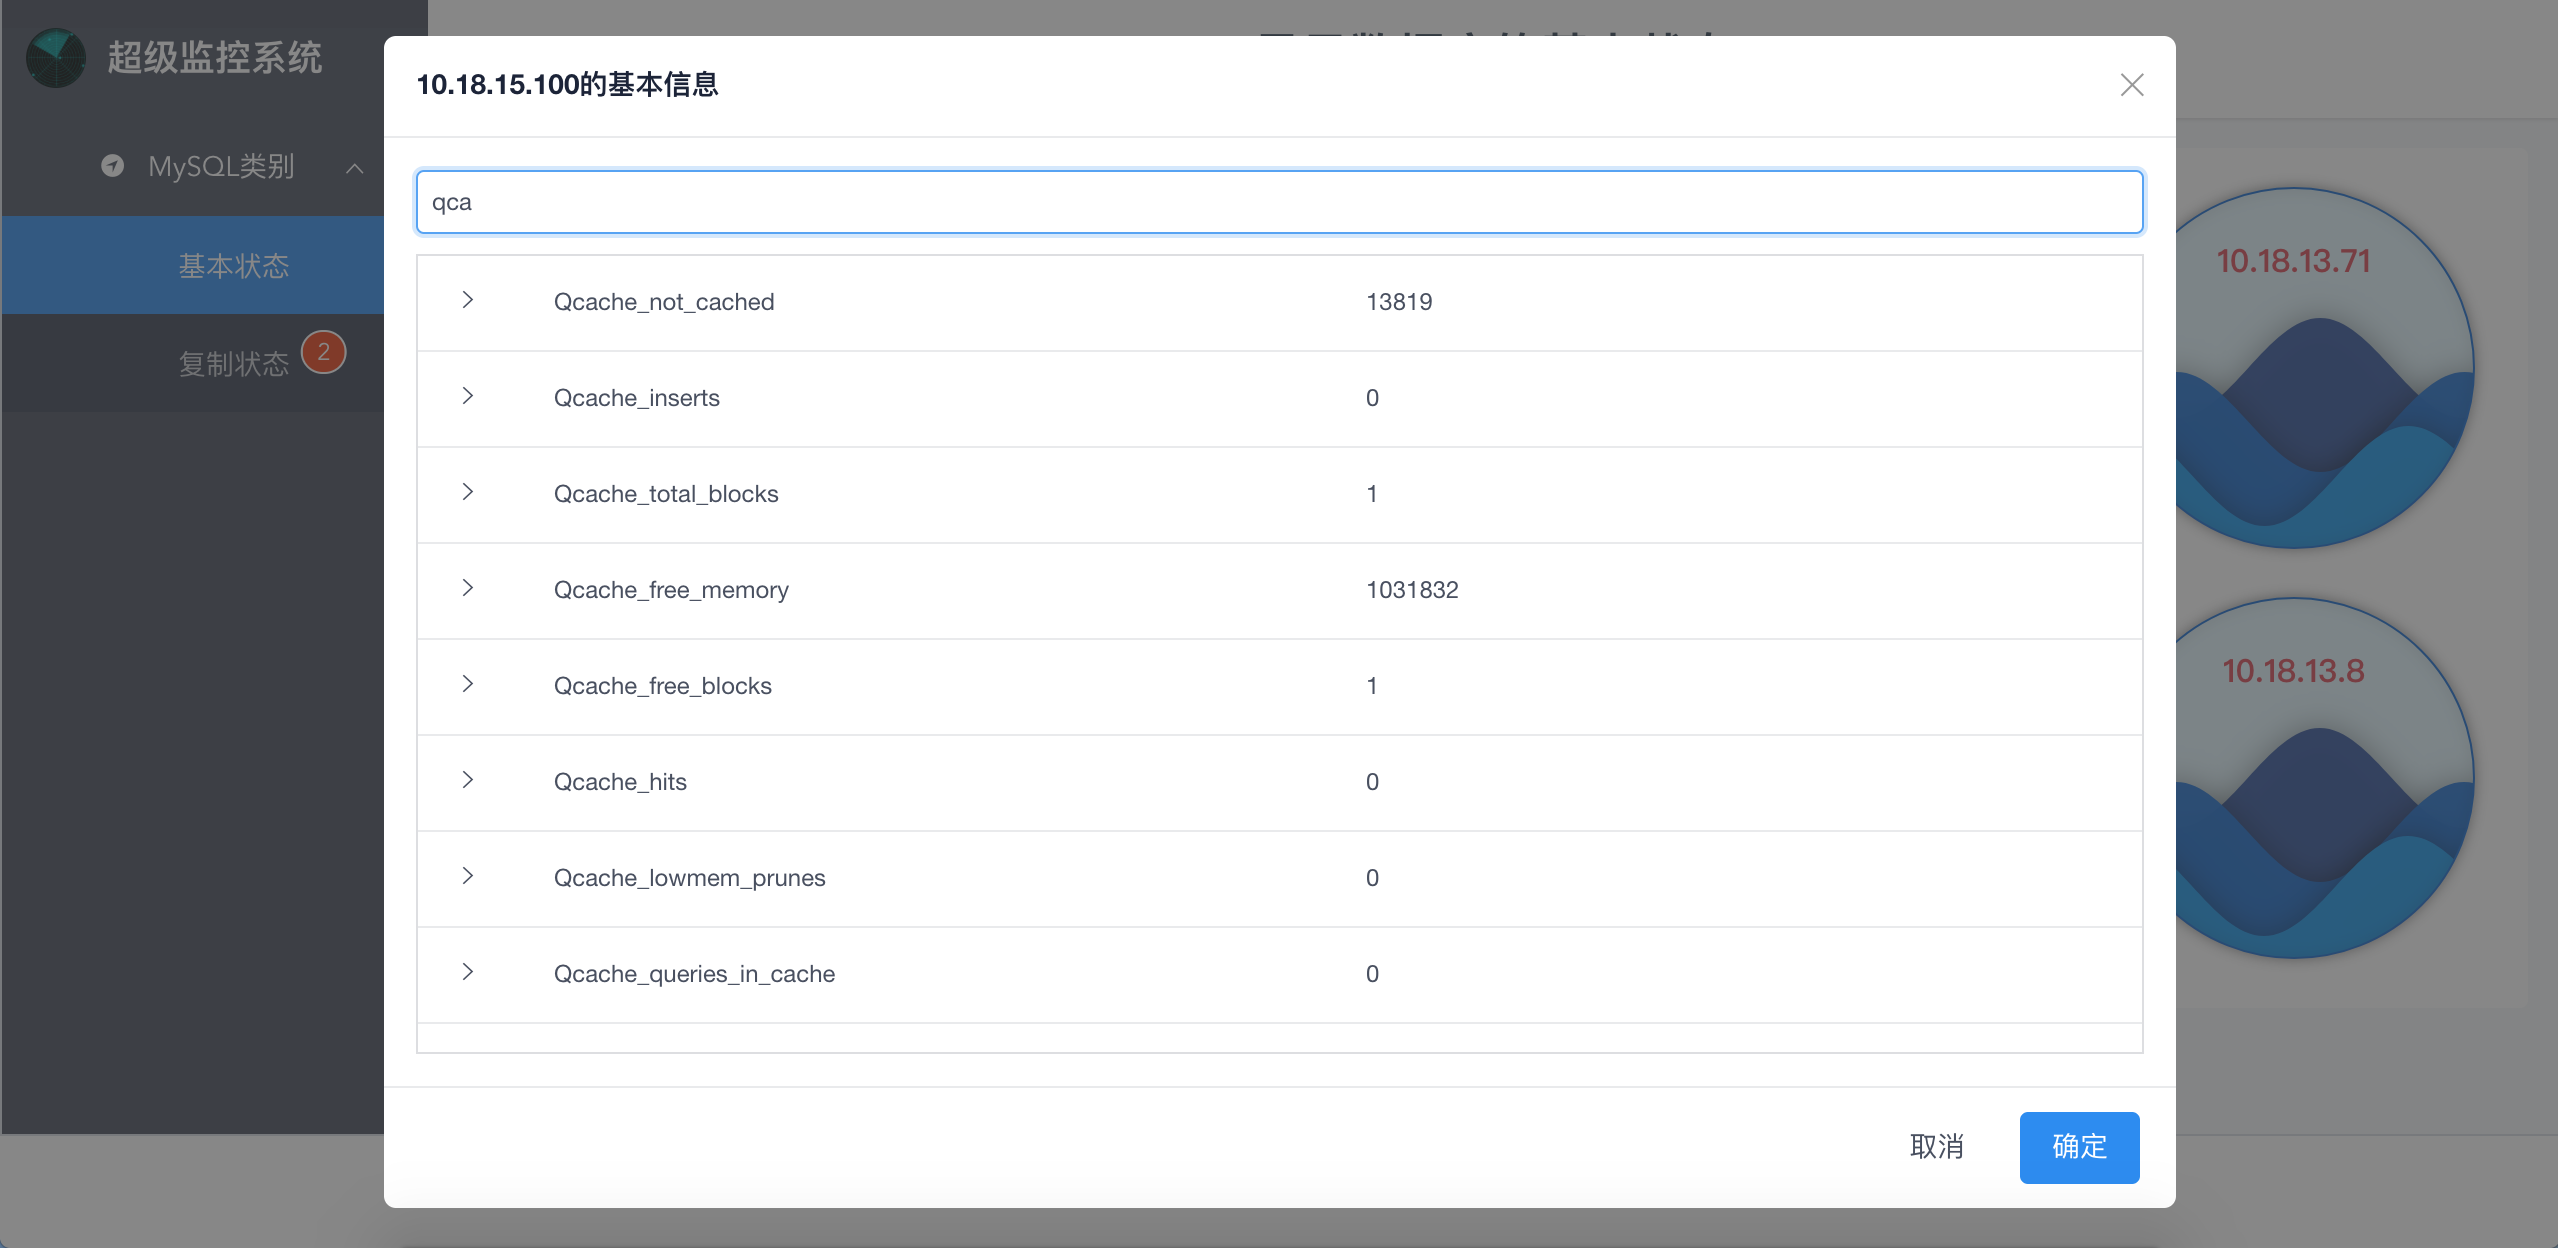 超级监控系统
MySQL类别
基本状态
复制状态
2
10.18.15.100的基本信息
qca
Qcache_not_cached 13819
Qcache_inserts 0
Qcache_total_blocks 1
Qcache_free_memory 1031832
Qcache_free_blocks 1
Qcache_hits 0
Qcache_lowmem_prunes 0
Qcache_queries_in_cache 0
取消
确定
10.18.13.71
10.18.13.8